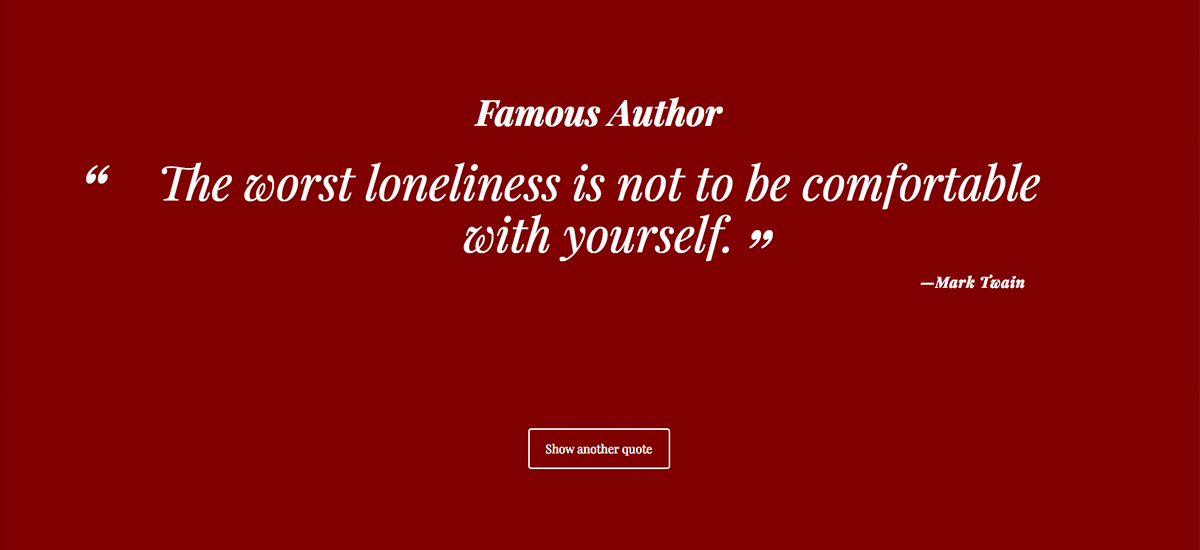 Famous Author
“ The worst loneliness is not to be comfortable
with yourself. ”
—Mark Twain
Show another quote